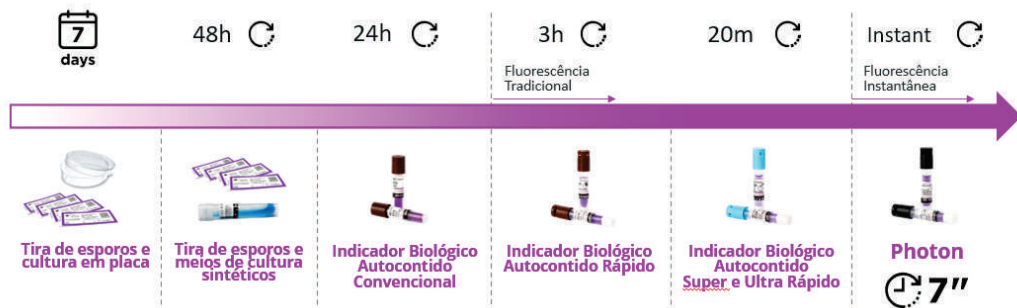 7
days
48h
24h
3h
20m
Instant
Fluorescência
Tradicional
Fluorescência
Instantânea
Tira de esporos e
cultura em placa
Tira de esporos e
meios de cultura
sintéticos
Indicador Biológico
Autocontido
Convencional
Indicador Biológico
Autocontido Rápido
Indicador Biológico
Autocontido
Super e Ultra Rápido
Photon
7”